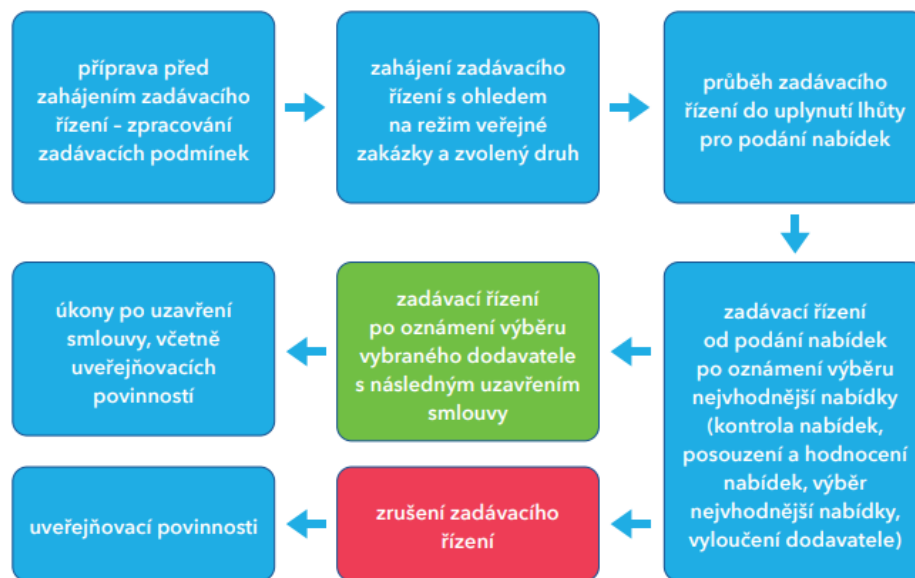 příprava před
zahájením zadávacího
řízení – zpracování
zadávacích podmínek
zahájení zadávacího
řízení s ohledem
na režim veřejné
zakázky a zvolený druh
průběh zadávacího
řízení do uplynutí lhůty
pro podání nabídek
zadávací řízení
od podání nabídek
po oznámení výběru
nejvhodnější nabídky
(kontrola nabídek,
posouzení a hodnocení
nabídek, výběr
nejvhodnější nabídky,
vyloučení dodavatele)
zadávací řízení
po oznámení výběru
vybraného dodavatele
s následným uzavřením
smlouvy
úkony po uzavření
smlouvy, včetně
uveřejňovacích
povinností
zrušení zadávacího
řízení
uveřejňovací povinnosti